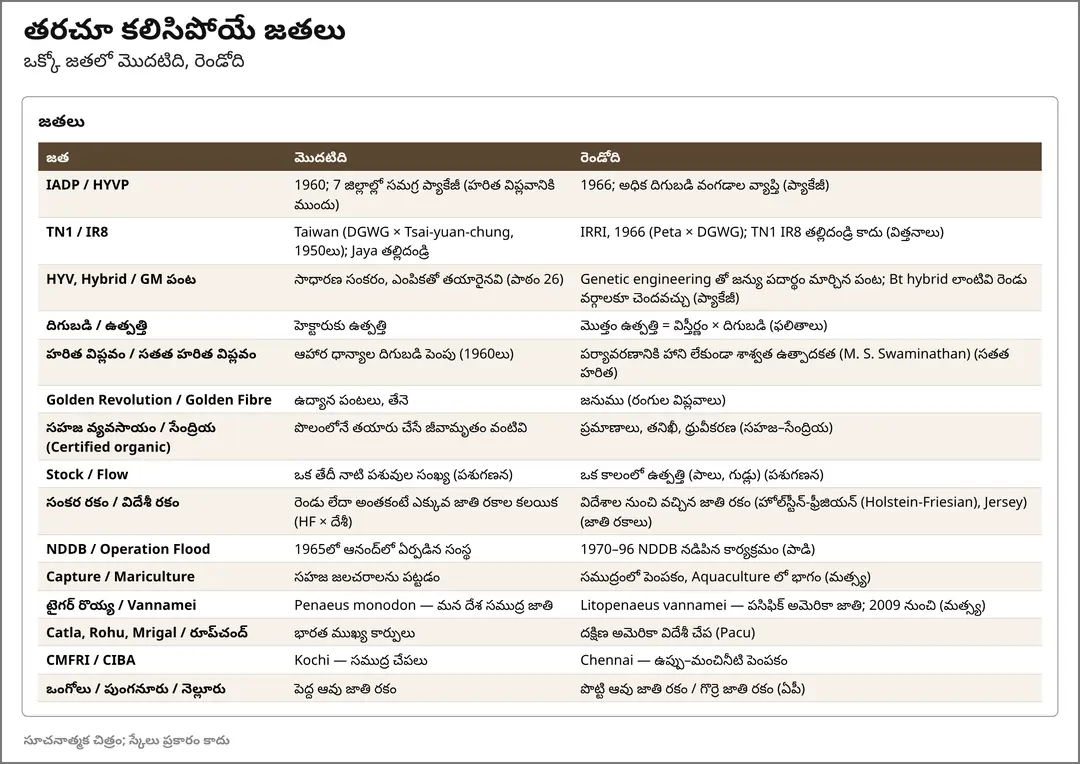 తరచూ కలిసిపోయే జతలు
ఒక్కో జతలో మొదటిది, రెండోది
జతలు
జత మొదటిది రెండోది
IADP / HYVP 1960; 7 జిల్లాల్లో సమగ్ర ప్యాకేజీ (హరిత విప్లవానికి ముందు) 1966; అధిక దిగుబడి వంగడాల వ్యాప్తి (ప్యాకేజీ)
TN1 / IR8 Taiwan (DGWG × Tsai-yuan-chung, 1950లు); Jaya తల్లిదండ్రి IRRI, 1966 (Peta × DGWG); TN1 IR8 తల్లిదండ్రి కాదు (విత్తనాలు)
HYV, Hybrid / GM పంట సాధారణ సంకరం, ఎంపికతో తయారైనవి (పాఠం 26) Genetic engineering తో జన్యు పదార్థం మార్చిన పంట; Bt hybrid లాంటివి రెండు వర్గాలకూ చెందవచ్చు (ప్యాకేజీ)
దిగుబడి / ఉత్పత్తి హెక్టారుకు ఉత్పత్తి మొత్తం ఉత్పత్తి = విస్తీర్ణం × దిగుబడి (ఫలితాలు)
హరిత విప్లవం / సతత హరిత విప్లవం ఆహార ధాన్యాల దిగుబడి పెంపు (1960లు) పర్యావరణానికి హాని లేకుండా శాశ్వత ఉత్పాదకత (M. S. Swaminathan) (సతత హరిత)
Golden Revolution / Golden Fibre ఉద్యాన పంటలు, తేనె జనుము (రంగుల విప్లవాలు)
సహజ వ్యవసాయం / సేంద్రియ (Certified organic) పొలంలోనే తయారు చేసే జీవామృతం వంటివి ప్రమాణాలు, తనిఖీ, ధ్రువీకరణ (సహజ–సేంద్రియ)
Stock / Flow ఒక తేదీ నాటి పశువుల సంఖ్య (పశుగణన) ఒక కాలంలో ఉత్పత్తి (పాలు, గుడ్లు) (పశుగణన)
సంకర రకం / విదేశీ రకం రెండు లేదా అంతకంటే ఎక్కువ జాతి రకాల కలయిక (HF × దేశీ) విదేశాల నుంచి వచ్చిన జాతి రకం (హోల్‌స్టీన్-ఫ్రీజియన్ (Holstein-Friesian), Jersey) (జాతి రకాలు)
NDDB / Operation Flood 1965లో ఆనంద్‌లో ఏర్పడిన సంస్థ 1970–96 NDDB నడిపిన కార్యక్రమం (పాడి)
Capture / Mariculture సహజ జలచరాలను పట్టడం సముద్రంలో పెంపకం, Aquaculture లో భాగం (మత్స్య)
టైగర్ రొయ్య / Vannamei Penaeus monodon — మన దేశ సముద్ర జాతి Litopenaeus vannamei — పసిఫిక్ అమెరికా జాతి; 2009 నుంచి (మత్స్య)
Catla, Rohu, Mrigal / రూప్‌చంద్ భారత ముఖ్య కార్పులు దక్షిణ అమెరికా విదేశీ చేప (Pacu)
CMFRI / CIBA Kochi — సముద్ర చేపలు Chennai — ఉప్పు–మంచినీటి పెంపకం
ఒంగోలు / పుంగనూరు / నెల్లూరు పెద్ద ఆవు జాతి రకం పొట్టి ఆవు జాతి రకం / గొర్రె జాతి రకం (ఏపీ)
సూచనాత్మక చిత్రం; స్కేలు ప్రకారం కాదు